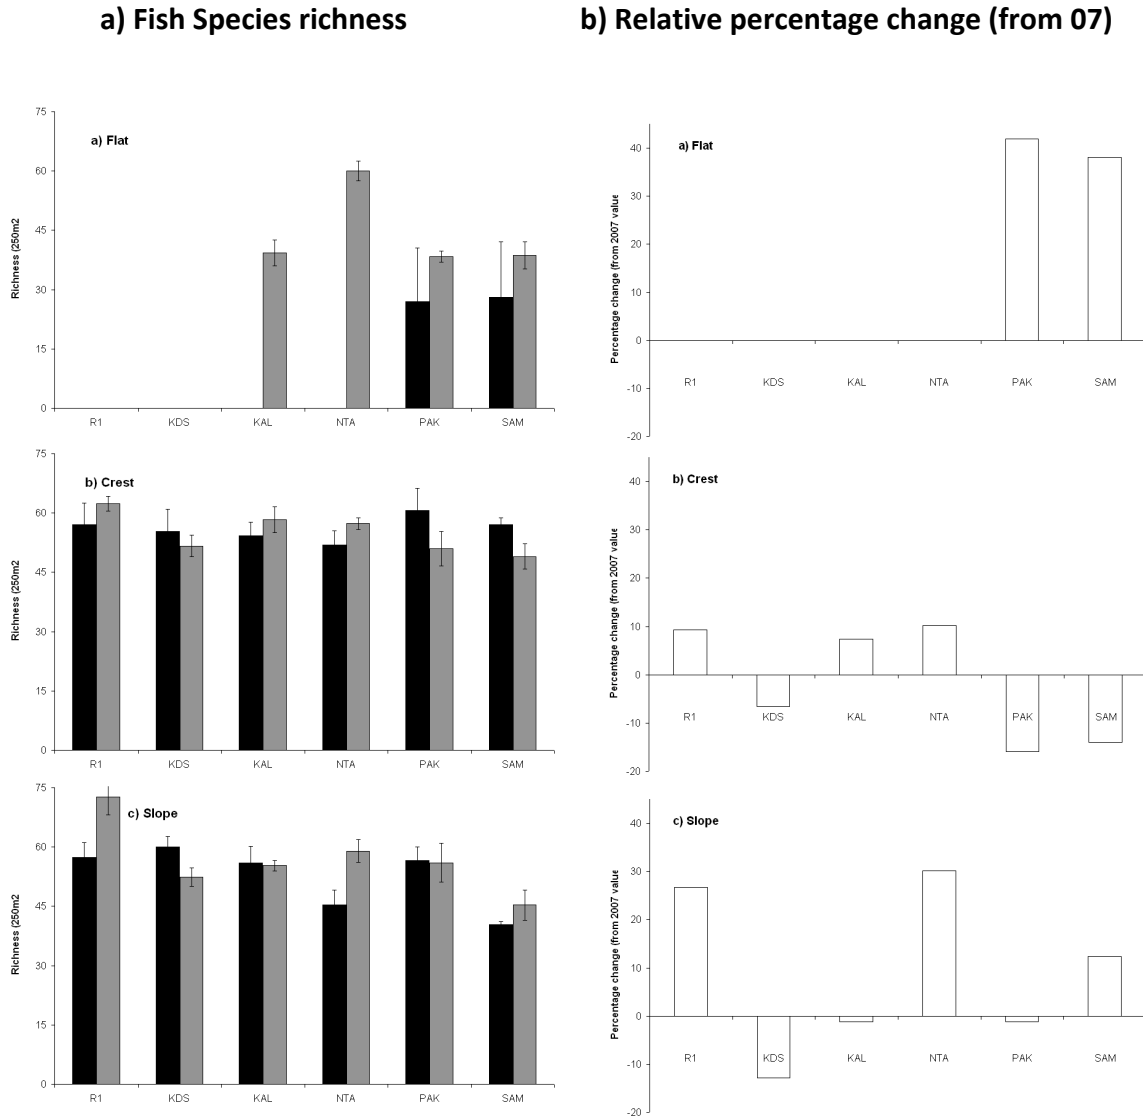 a) Fish Species richness
b) Relative percentage change (from 07)
75
60
45
30
15
0
Richness (250m2
a) Flat
R1 KDS KAL NTA PAK SAM
40
30
20
10
0
-10
-20
Percentage change (from 2007 value
a) Flat
R1 KDS KAL NTA PAK SAM
75
60
45
30
15
0
Richness (250m2
b) Crest
R1 KDS KAL NTA PAK SAM
40
30
20
10
0
-10
-20
Percentage change (from 2007 value
b) Crest
R1 KDS KAL NTA PAK SAM
75
60
45
30
15
0
Richness (250m2
c) Slope
R1 KDS KAL NTA PAK SAM
40
30
20
10
0
-10
-20
Percentage change (from 2007 value
c) Slope
R1 KDS KAL NTA PAK SAM